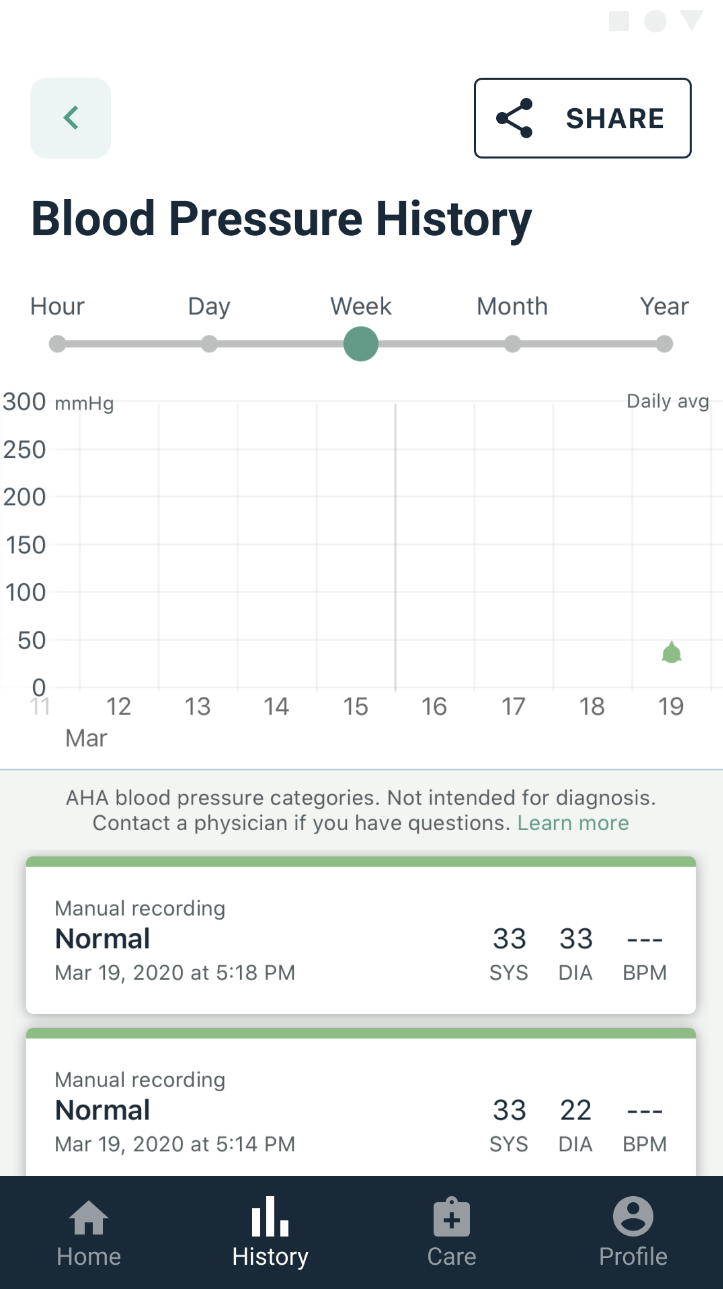 SHARE
Blood Pressure History
Hour Day Week Month Year
300 mmHg Daily avg
250
200
150
100
50
0
11 12 13 14 15 16 17 18 19
Mar
AHA blood pressure categories. Not intended for diagnosis.
Contact a physician if you have questions. Learn more
Manual recording
Normal 33 33 ---
Mar 19, 2020 at 5:18 PM SYS DIA BPM
Manual recording
Normal 33 22 ---
Mar 19, 2020 at 5:14 PM SYS DIA BPM
Home History Care Profile